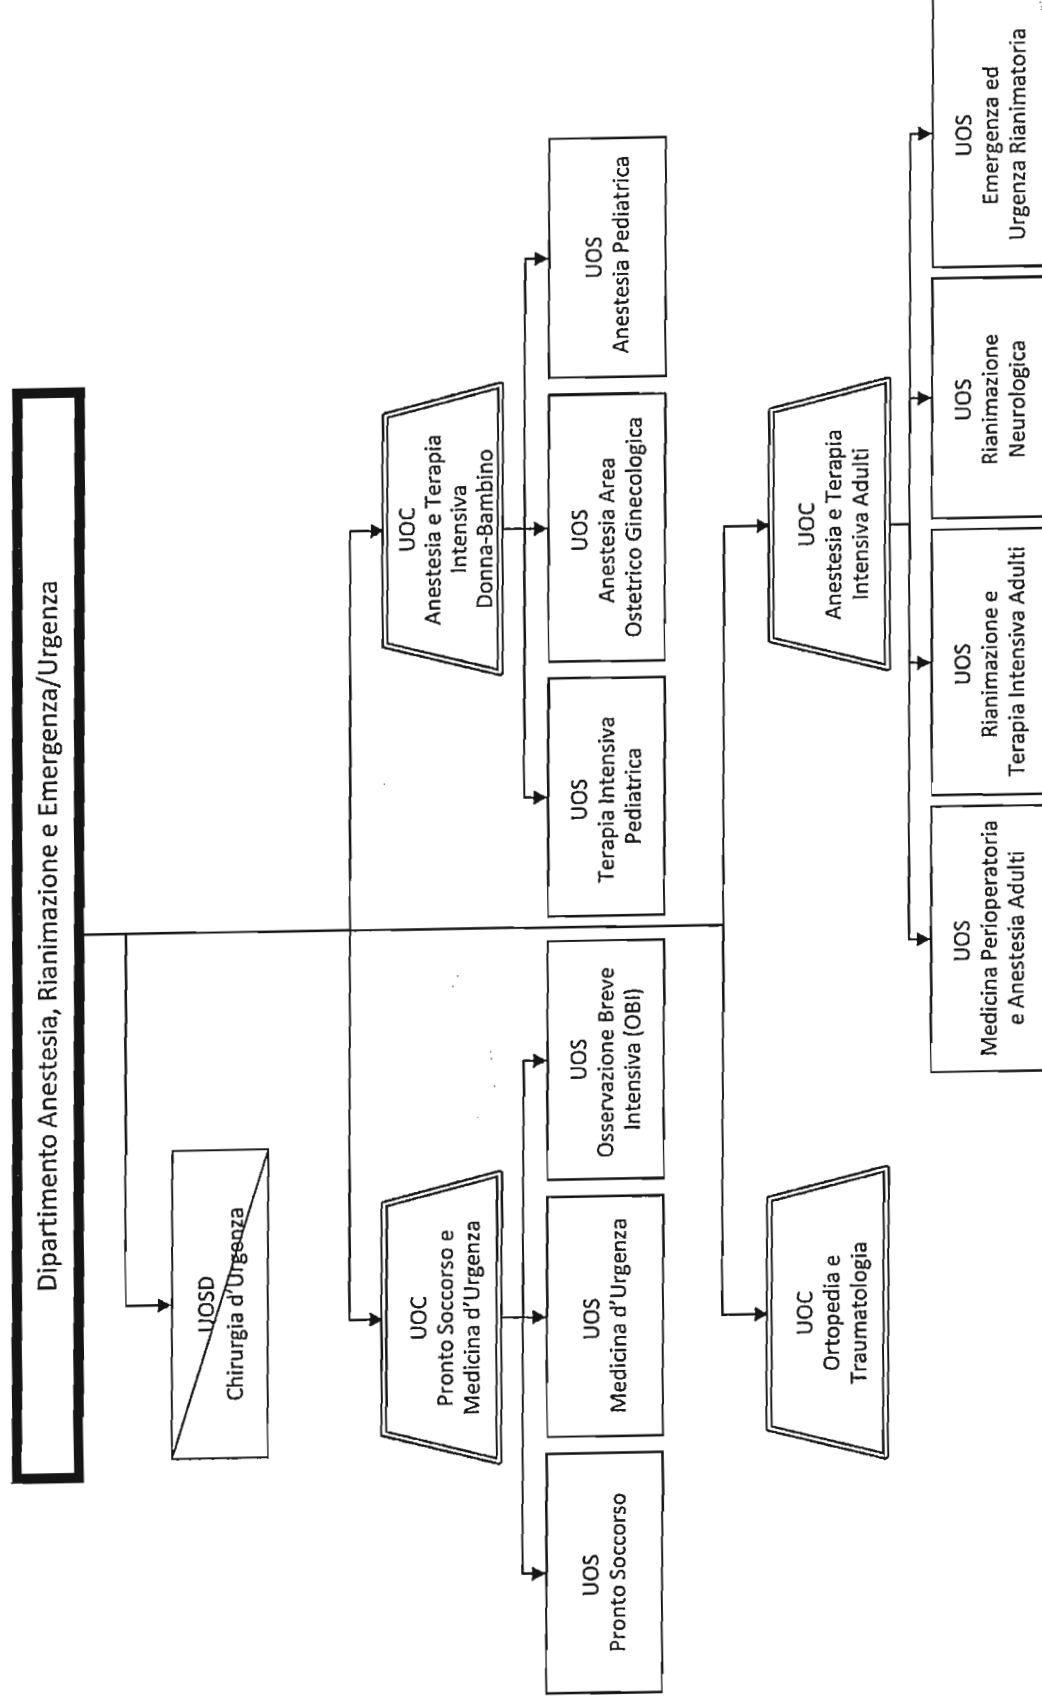 Dipartimento Anestesia, Rianimazione e Emergenza/Urgenza
UOSD
Chirurgia d'Urgenza
UOC
Pronto Soccorso e
Medicina d'Urgenza
UOC
Anestesia e Terapia
Intensiva
Donna-Bambino
UOS
Pronto Soccorso
UOS
Medicina d'Urgenza
UOS
Osservazione Breve
Intensiva (OBI)
UOS
Terapia Intensiva
Pediatrica
UOS
Anestesia Area
Ostetrico Ginecologica
UOS
Anestesia Pediatrica
UOC
Ortopedia e
Traumatologia
UOC
Anestesia e Terapia
Intensiva Adulti
UOS
Medicina Perioperatoria
e Anestesia Adulti
UOS
Rianimazione e
Terapia Intensiva Adulti
UOS
Rianimazione
Neurologica
UOS
Emergenza ed
Urgenza Rianimatoria